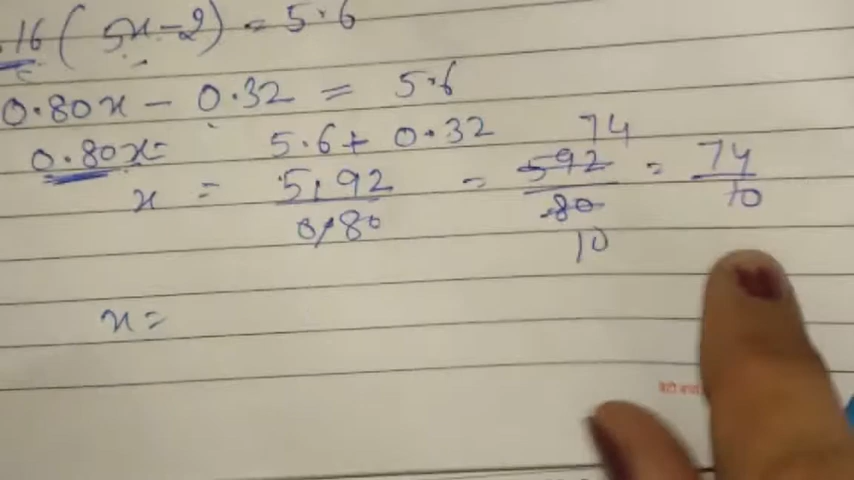 .16 ( 5x-2) = 5.6
0.80x - 0.32 = 5.6
0.80x= 5.6+ 0.32
x = 5.92/0.80 = 592/80 74/10 = 74/10
x=